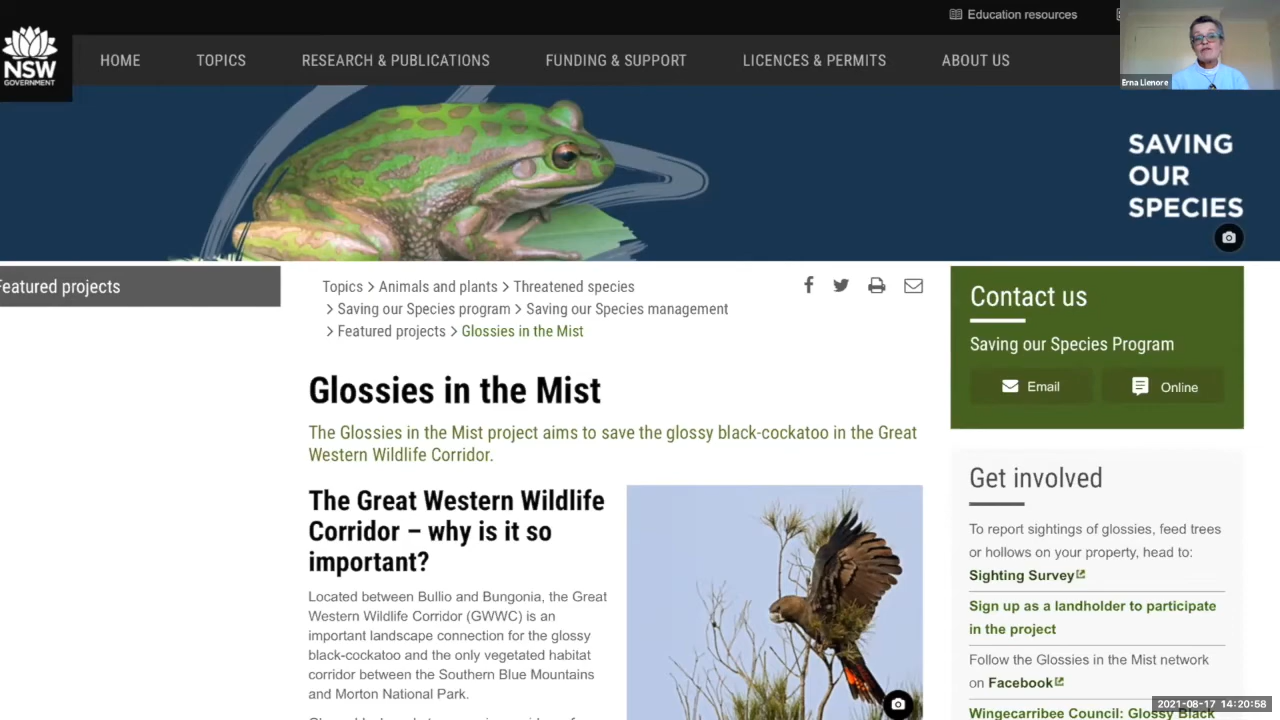 Education resources
NSW
GOVERNMENT
HOME
TOPICS
RESEARCH & PUBLICATIONS
FUNDING & SUPPORT
LICENCES & PERMITS
ABOUT US
Erna Llenore
SAVING
OUR
SPECIES
Featured projects
Topics > Animals and plants > Threatened species
> Saving our Species program > Saving our Species management
> Featured projects > Glossies in the Mist
Glossies in the Mist
The Glossies in the Mist project aims to save the glossy black-cockatoo in the Great
Western Wildlife Corridor.
The Great Western Wildlife
Corridor – why is it so
important?
Located between Bullio and Bungonia, the Great
Western Wildlife Corridor (GWWC) is an
important landscape connection for the glossy
black-cockatoo and the only vegetated habitat
corridor between the Southern Blue Mountains
and Morton National Park.
Contact us
Saving our Species Program
Email
Online
Get involved
To report sightings of glossies, feed trees
or hollows on your property, head to:
Sighting Survey
Sign up as a landholder to participate
in the project
Follow the Glossies in the Mist network
on Facebook
Wingecarribee Council: Glossy Black
2021-08-17 14:20:58